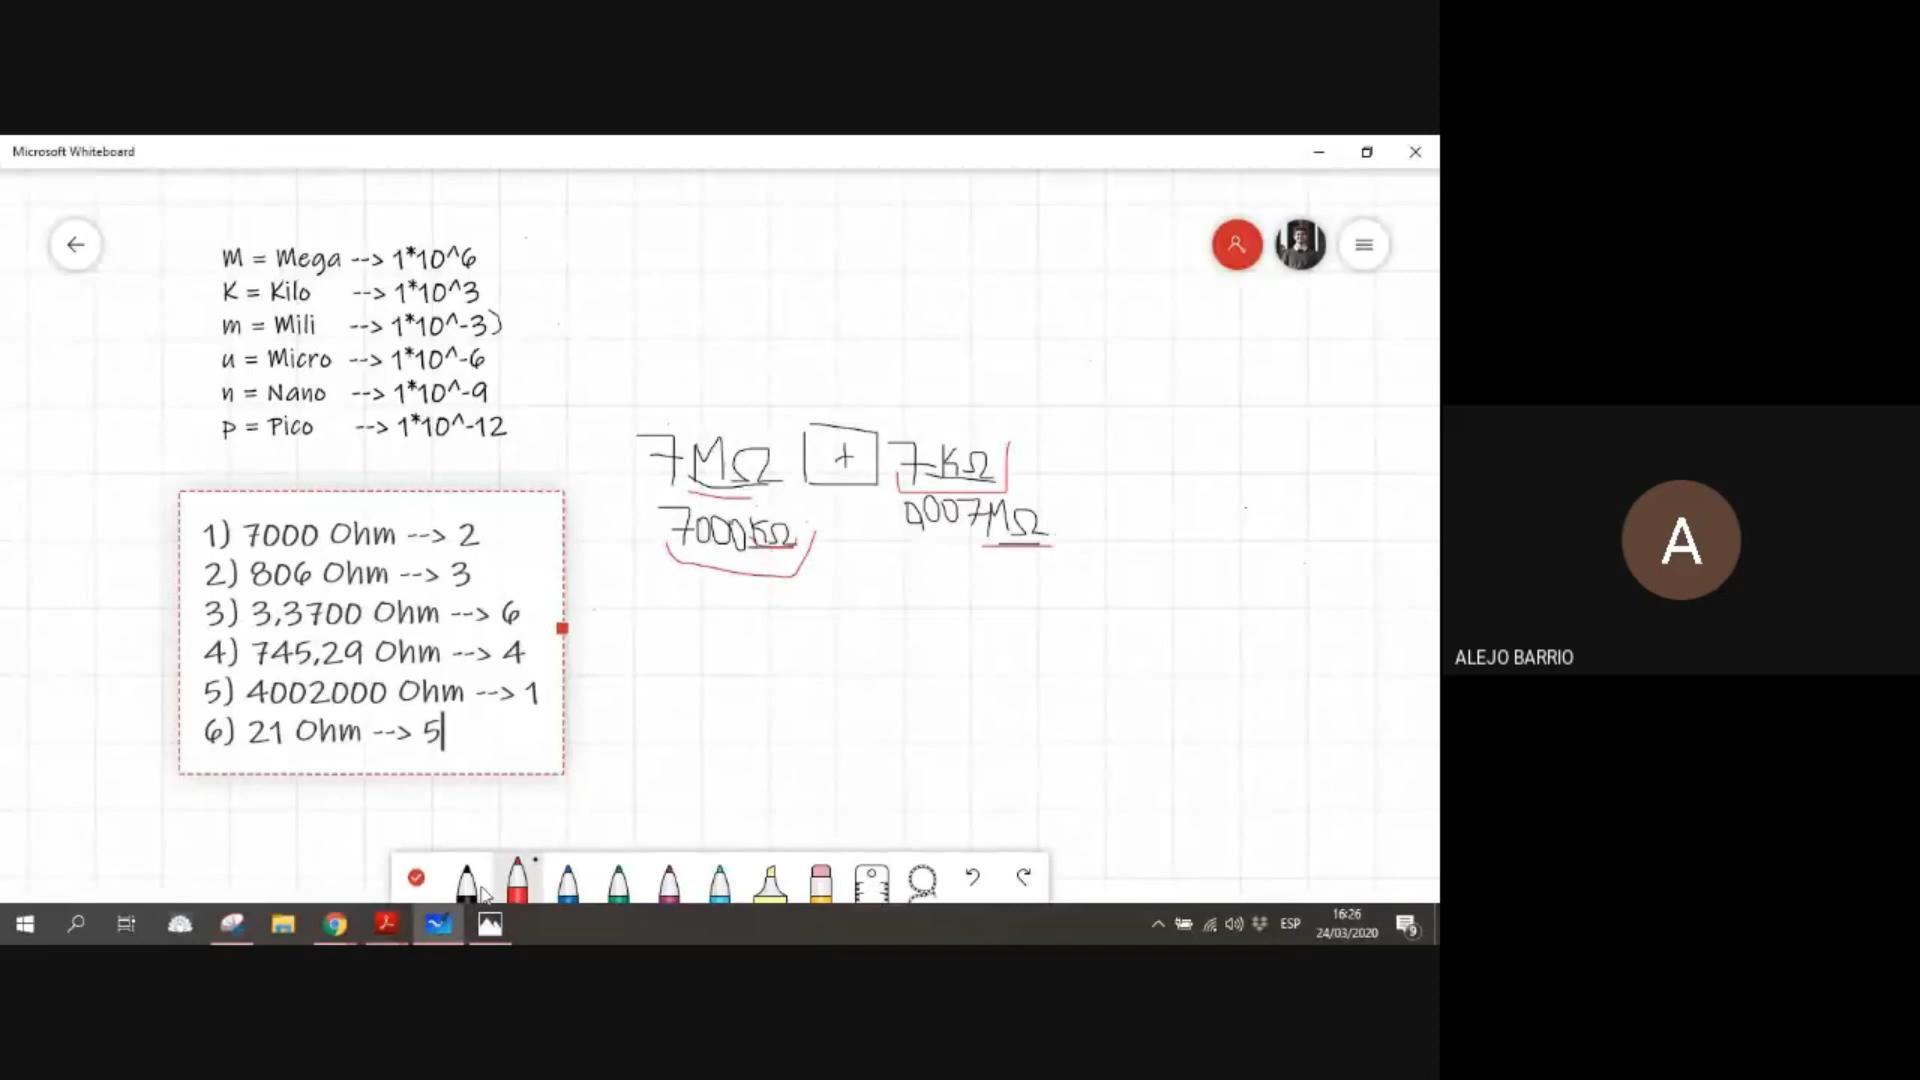 Microsoft Whiteboard
M = Mega --> 1*10^6
K = Kilo --> 1*10^3
m = Mili --> 1*10^-3)
u = Micro --> 1*10^-6
n = Nano --> 1*10^-9
p = Pico --> 1*10^-12
7MΩ + 7KΩ
7000KΩ 0,007MΩ
1) 7000 Ohm --> 2
2) 806 Ohm --> 3
3) 3,3700 Ohm --> 6
4) 745,29 Ohm --> 4
5) 4002000 Ohm --> 1
6) 21 Ohm --> 5
A
ALEJO BARRIO
ESP
16:26
24/03/2020
9